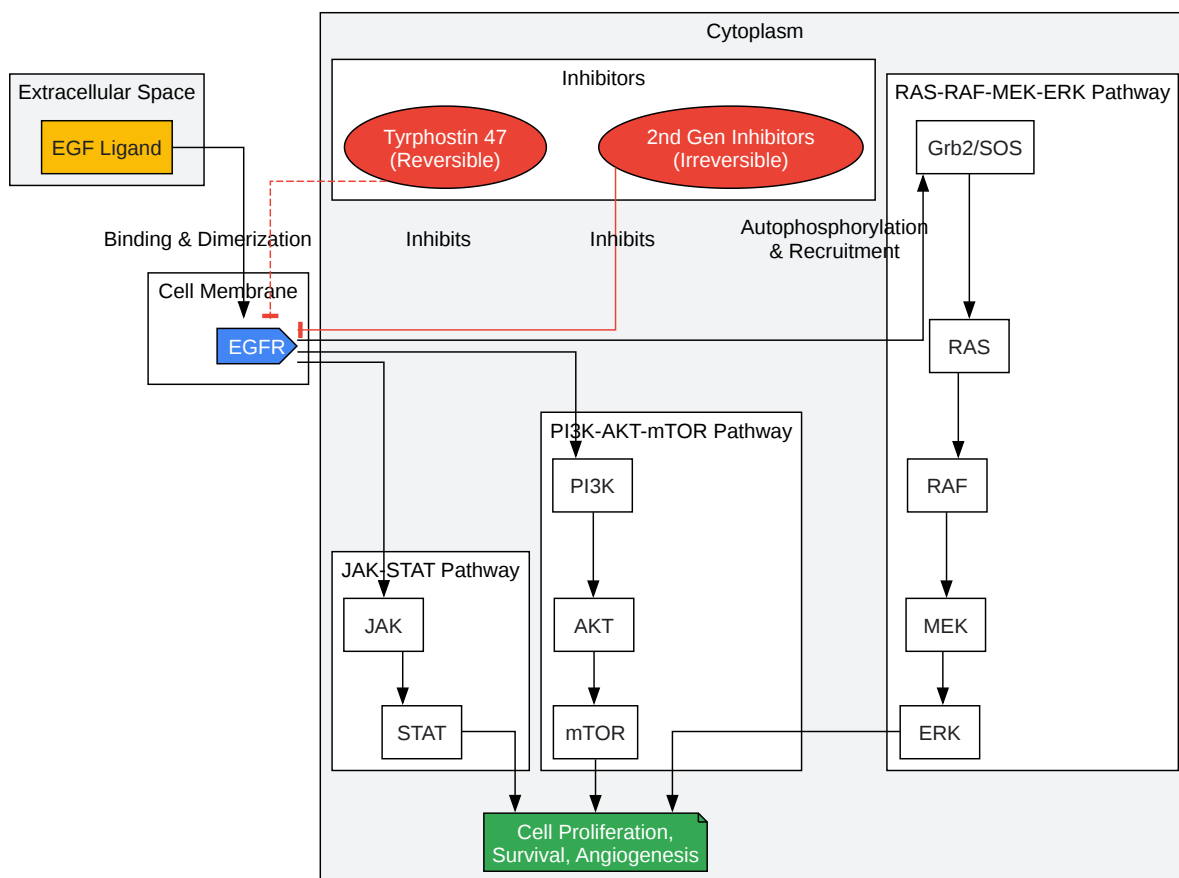 Cytoplasm
Extracellular Space
EGF Ligand
Inhibitors
Tyrphostin 47
(Reversible)
2nd Gen Inhibitors
(Irreversible)
RAS-RAF-MEK-ERK Pathway
Grb2/SOS
Binding & Dimerization
Inhibits
Inhibits
Autophosphorylation
& Recruitment
Cell Membrane
EGFR
RAS
PI3K-AKT-mTOR Pathway
PI3K
RAF
JAK-STAT Pathway
JAK
AKT
MEK
STAT
mTOR
ERK
Cell Proliferation,
Survival, Angiogenesis